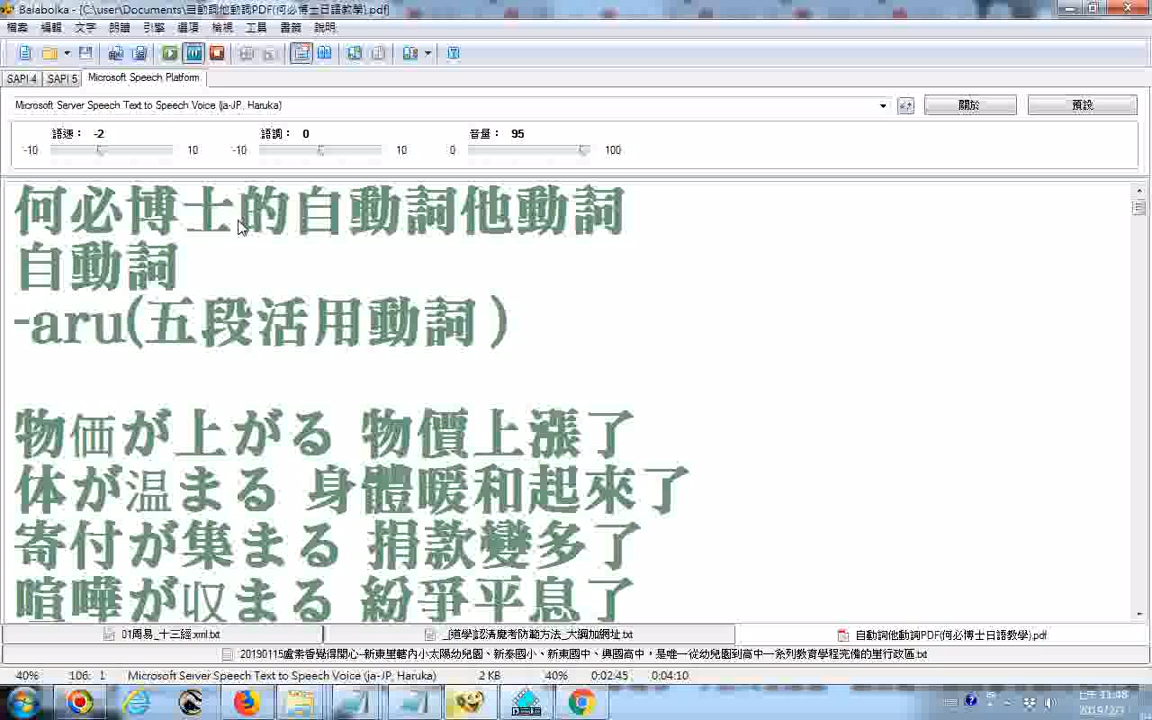 Balabolka - [C:\user\Documents\自動詞他動詞PDF(何必博士日語教學).pdf]
檔案 編輯 文字 朗讀 引擎 選項 檢視 工具 書籤 說明
SAPI 4 SAPI 5 Microsoft Speech Platform
Microsoft Server Speech Text to Speech Voice (ja-JP, Haruka) 關於 預設
語速： -2 語調： 0 音量： 95
-10 10 -10 10 0 100
何必博士的自動詞他動詞
自動詞
-aru(五段活用動詞 )
物価が上がる 物價上漲了
体が温まる 身體暖和起來了
寄付が集まる 捐款變多了
喧嘩が収まる 紛爭平息了
01周易_十三經.xml.txt 自動詞他動詞PDF(何必博士日語教學).pdf
40% 106: 1 Microsoft Server Speech Text to Speech Voice (ja-JP, Haruka) 2 KB 40% 0:02:45 0:04:10
上午 11:48